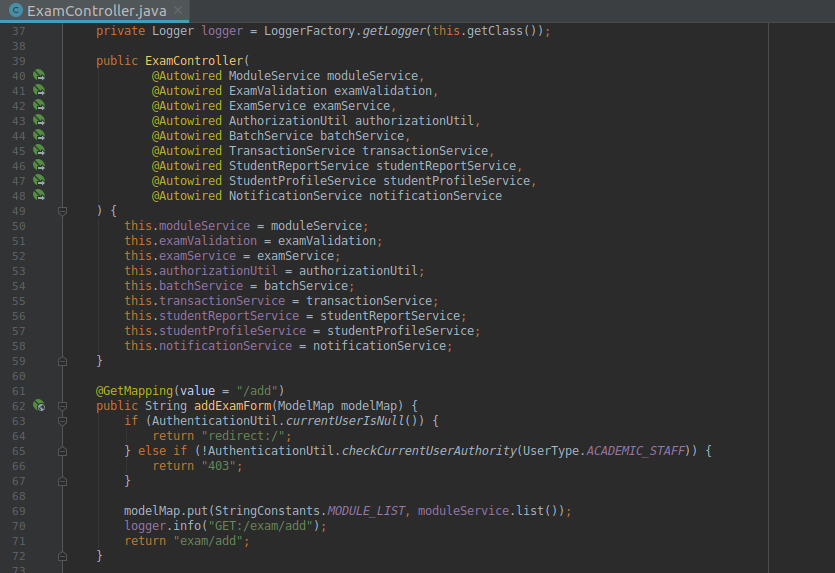 ExamController.java
37 private Logger logger = LoggerFactory.getLogger(this.getClass());
38
39 public ExamController(
40 @Autowired ModuleService moduleService,
41 @Autowired ExamValidation examValidation,
42 @Autowired ExamService examService,
43 @Autowired AuthorizationUtil authorizationUtil,
44 @Autowired BatchService batchService,
45 @Autowired TransactionService transactionService,
46 @Autowired StudentReportService studentReportService,
47 @Autowired StudentProfileService studentProfileService,
48 @Autowired NotificationService notificationService
49 ) {
50 this.moduleService = moduleService;
51 this.examValidation = examValidation;
52 this.examService = examService;
53 this.authorizationUtil = authorizationUtil;
54 this.batchService = batchService;
55 this.transactionService = transactionService;
56 this.studentReportService = studentReportService;
57 this.studentProfileService = studentProfileService;
58 this.notificationService = notificationService;
59 }
60
61 @GetMapping(value = "/add")
62 public String addExamForm(ModelMap modelMap) {
63 if (AuthenticationUtil.currentUserIsNull()) {
64 return "redirect:/";
65 } else if (!AuthenticationUtil.checkCurrentUserAuthority(UserType.ACADEMIC_STAFF)) {
66 return "403";
67 }
68
69 modelMap.put(StringConstants.MODULE_LIST, moduleService.list());
70 logger.info("GET:/exam/add");
71 return "exam/add";
72 }
73